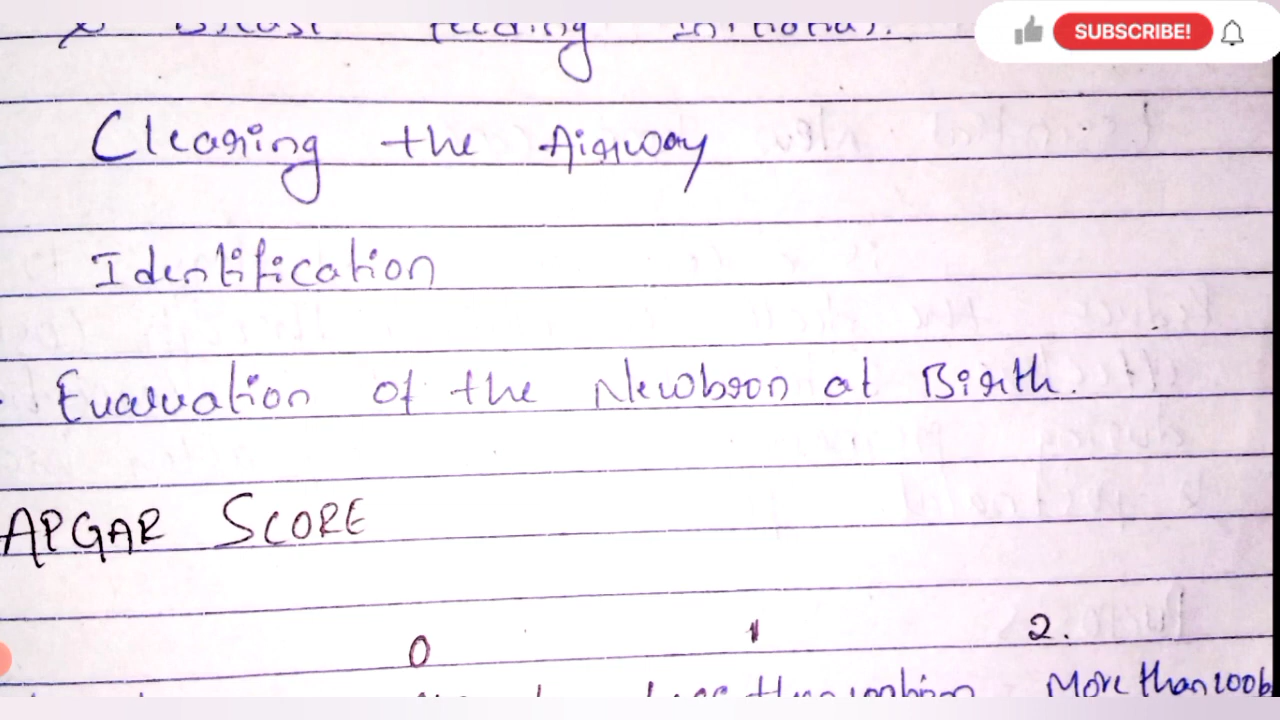 SUBSCRIBE!
feeding
Clearing the Airway
Identification
Evaluation of the Newborn at Birth.
APGAR SCORE
0 1 2.
More than 100b